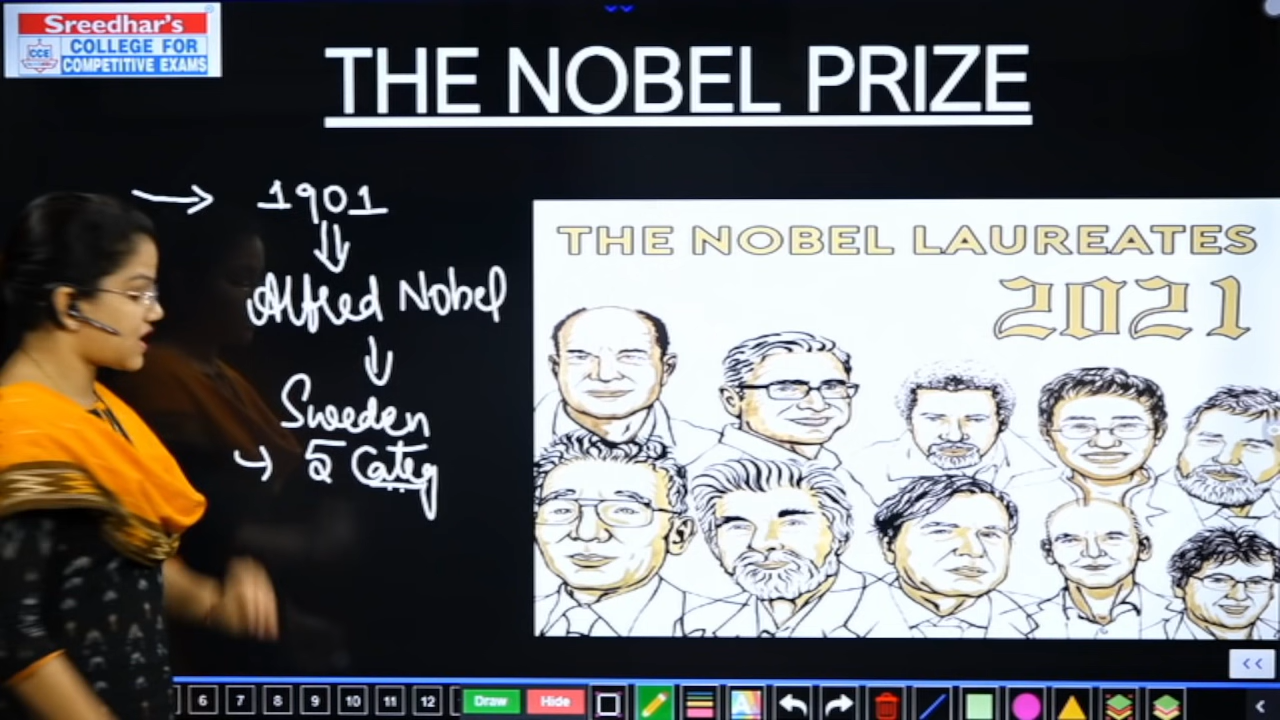 Sreedhar's
CCE
COLLEGE FOR
COMPETITIVE EXAMS
THE NOBEL PRIZE
→ 1901
Alfred Nobel
Sweden
→ 5 Categ
THE NOBEL LAUREATES
2021
<<
6 7 8 9 10 11 12 Draw Hide
<